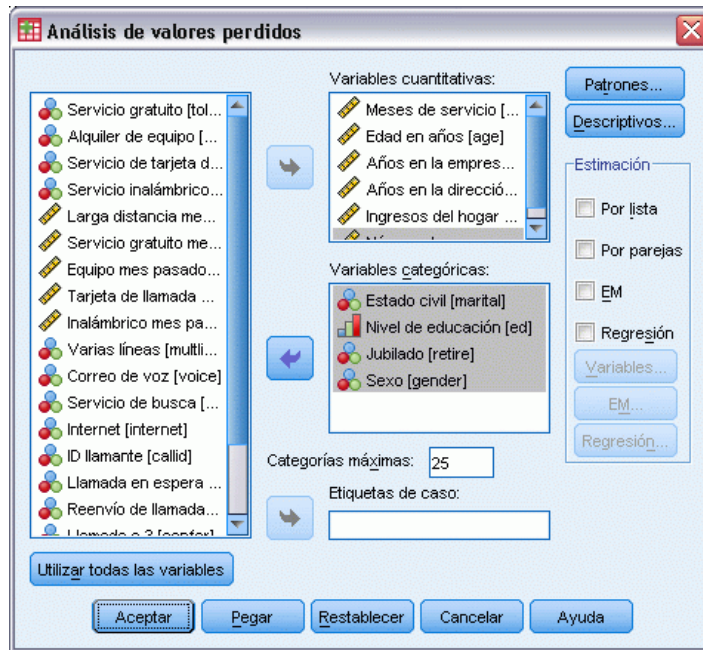 Análisis de valores perdidos
Servicio gratuito [tol...
Alquiler de equipo [...
Servicio de tarjeta d...
Servicio inalámbrico...
Larga distancia me...
Servicio gratuito me...
Equipo mes pasado...
Tarjeta de llamada ...
Inalámbrico mes pa...
Varias líneas [multli...
Correo de voz [voice]
Servicio de busca [...
Internet [internet]
ID llamante [callid]
Llamada en espera ...
Reenvío de llamada...
Utilizar todas las variables
Variables cuantitativas:
Meses de servicio [...
Edad en años [age]
Años en la empres...
Años en la direcció...
Ingresos del hogar ...
Variables categóricas:
Estado civil [marital]
Nivel de educación [ed]
Jubilado [retire]
Sexo [gender]
Categorías máximas: 25
Etiquetas de caso:
Patrones...
Descriptivos...
Estimación
Por lista
Por parejas
EM
Regresión
Variables...
EM...
Regresión...
Aceptar
Pegar
Restablecer
Cancelar
Ayuda